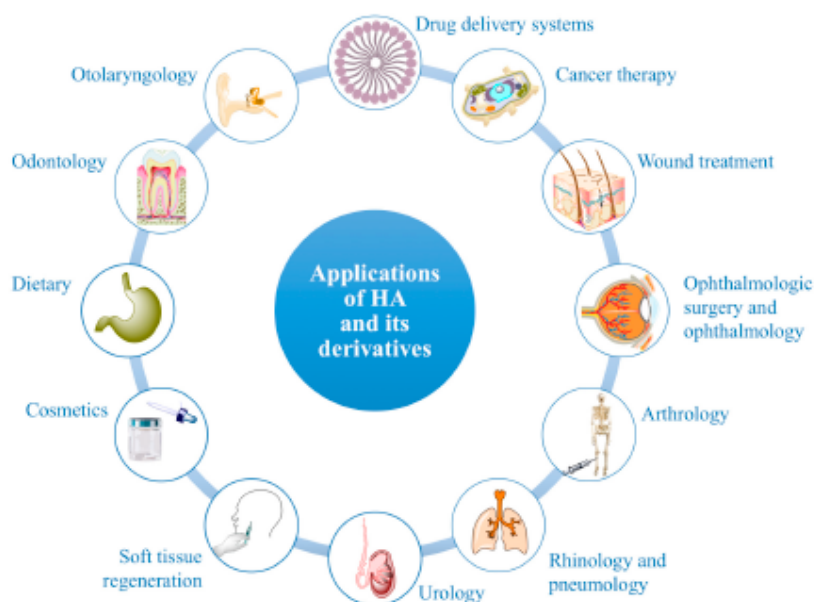 Drug delivery systems
Cancer therapy
Wound treatment
Ophthalmologic
surgery and
ophthalmology
Arthrology
Rhinology and
pneumology
Urology
Soft tissue
regeneration
Cosmetics
Dietary
Odontology
Otolaryngology
Applications
of HA
and its
derivatives